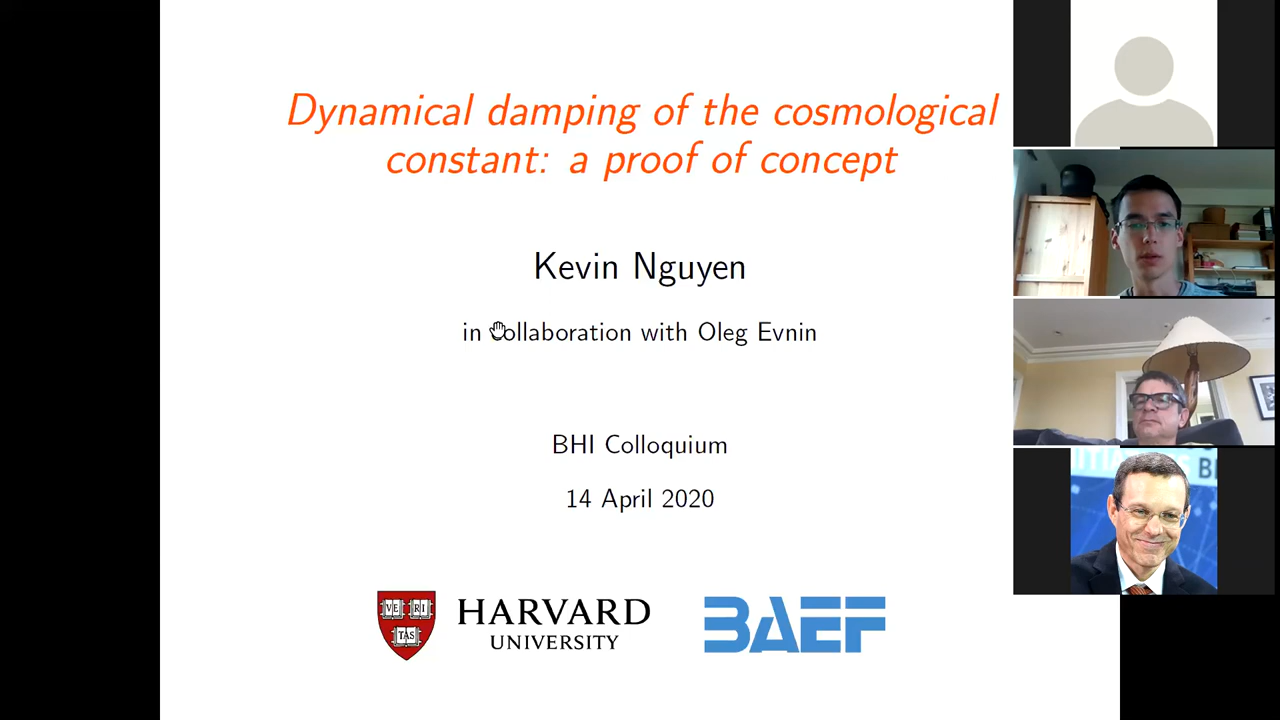 Dynamical damping of the cosmological
constant: a proof of concept
Kevin Nguyen
in collaboration with Oleg Evnin
BHI Colloquium
14 April 2020
VE RI
TAS
HARVARD
UNIVERSITY
BAEF